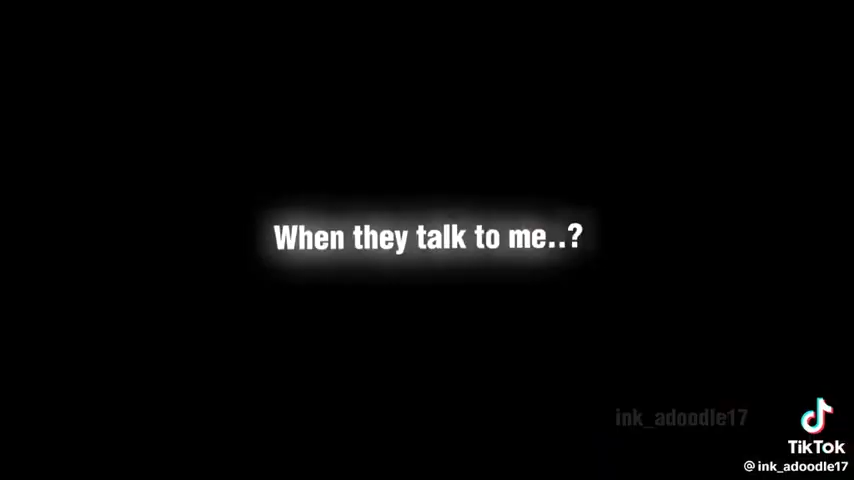 When they talk to me..?
ink_adoodle17
TikTok
@ink_adoodle17